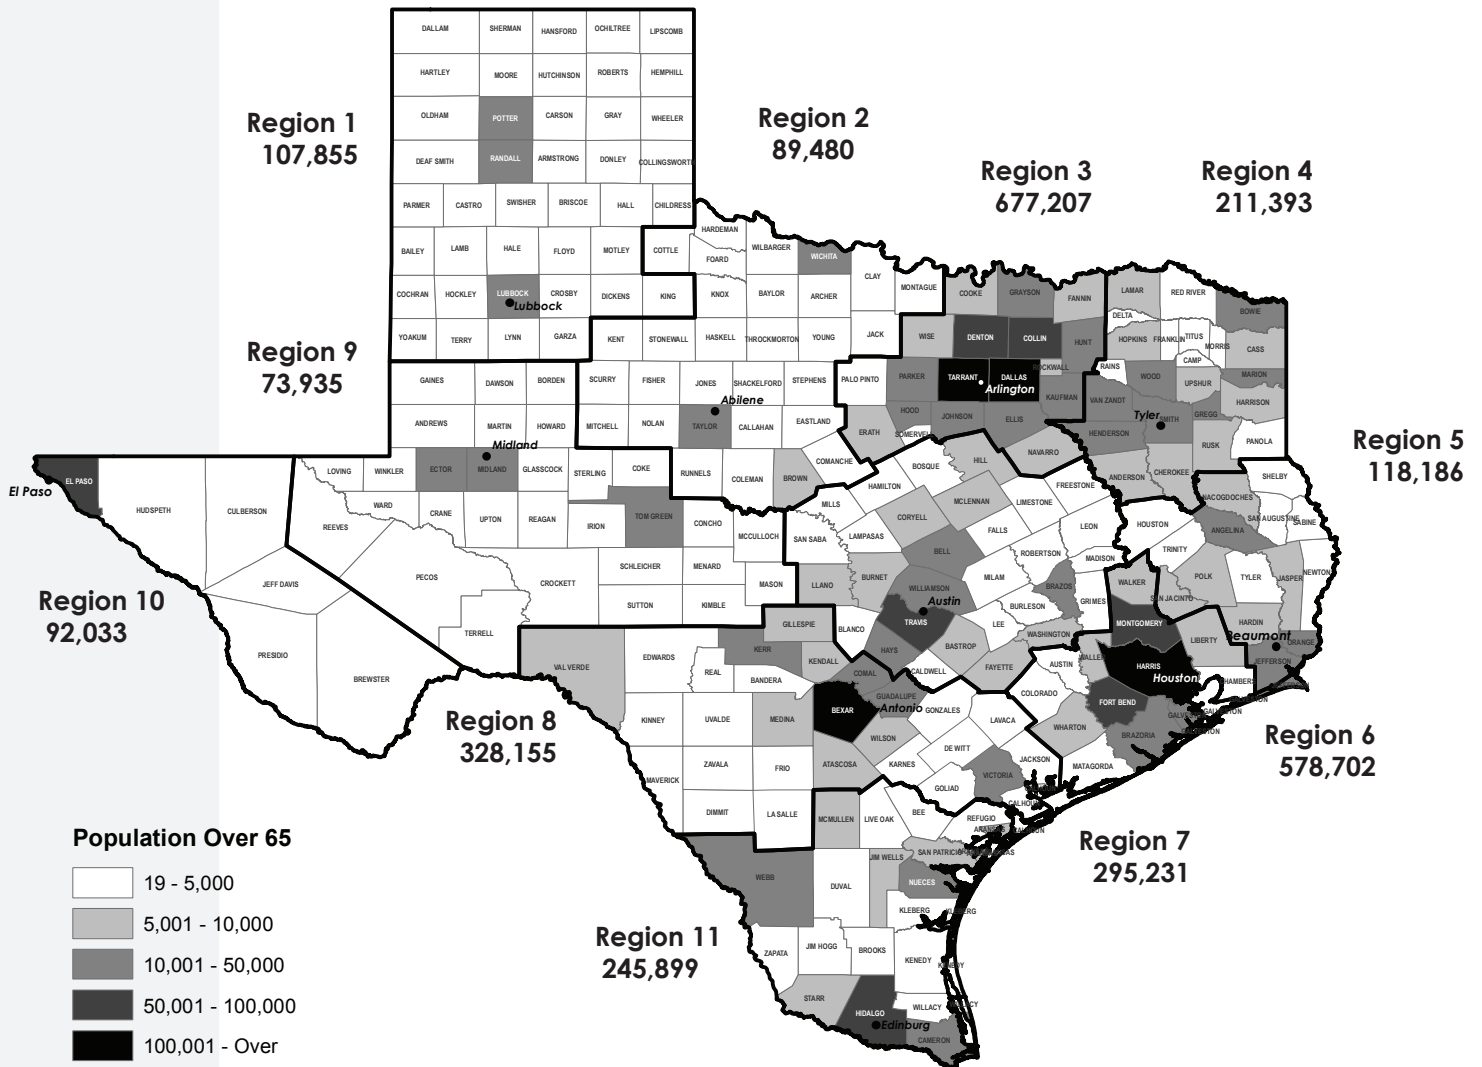 DALLAM SHERMAN HANSFORD OCHILTREE LIPSCOMB
HARTLEY MOORE HUTCHINSON ROBERTS HEMPHILL
OLDHAM POTTER CARSON GRAY WHEELER
DEAF SMITH RANDALL ARMSTRONG DONLEY COLLINGSWORTH
PARMER CASTRO SWISHER BRISCOE HALL CHILDRESS
BAILEY LAMB HALE FLOYD MOTLEY COTTLE
HARDEMAN
FOARD WILBARGER WICHITA CLAY MONTAGUE
COCHRAN HOCKLEY LUBBOCK CROSBY DICKENS KING KNOX BAYLOR ARCHER
Lubbock
YOAKUM TERRY LYNN GARZA KENT STONEWALL HASKELL THROCKMORTON YOUNG JACK
Region 1
107,855
Region 2
89,480
Region 3
677,207
Region 4
211,393
COOKE GRAYSON FANNIN LAMAR RED RIVER BOWIE
DELTA
WISE DENTON COLLIN HUNT HOPKINS FRANKLIN TITUS MORRIS CASS
CAMP
ROCKWALL RAINS WOOD UPSHUR MARION
PALO PINTO PARKER TARRANT DALLAS KAUFMAN VAN ZANDT HARRISON
Arlington
HOOD JOHNSON ELLIS Tyler SMITH GREGG
ERATH SOMERVELL HENDERSON RUSK PANOLA
NAVARRO ANDERSON CHEROKEE
Region 9
73,935
GAINES DAWSON BORDEN SCURRY FISHER JONES SHACKELFORD STEPHENS
Abilene
ANDREWS MARTIN HOWARD MITCHELL NOLAN TAYLOR CALLAHAN EASTLAND
Midland
LOVING WINKLER ECTOR MIDLAND GLASSCOCK STERLING COKE RUNNELS COLEMAN BROWN COMANCHE
El Paso
EL PASO HUDSPETH CULBERSON
REEVES WARD CRANE UPTON REAGAN IRION TOM GREEN CONCHO MCCULLOCH
JEFF DAVIS PECOS CROCKETT SCHLEICHER MENARD MASON
SUTTON KIMBLE
TERRELL
PRESIDIO BREWSTER
Region 10
92,033
HAMILTON BOSQUE HILL FREESTONE
MILLS MCLENNAN LIMESTONE
SAN SABA LAMPASAS CORYELL FALLS LEON
BELL ROBERTSON MADISON
LLANO BURNET WILLIAMSON MILAM BRAZOS GRIMES
Austin
TRAVIS BURLESON
BLANCO LEE WASHINGTON
HAYS BASTROP FAYETTE
CALDWELL
Region 5
118,186
SHELBY
NACOGDOCHES SAN AUGUSTINE SABINE
HOUSTON ANGELINA
TRINITY
POLK TYLER JASPER NEWTON
WALKER SAN JACINTO
HARDIN
Beaumont
ORANGE
JEFFERSON
MONTGOMERY LIBERTY
WALLER HARRIS
Houston
CHAMBERS
AUSTIN
COLORADO FORT BEND
WHARTON BRAZORIA
MATAGORDA
Region 6
578,702
Region 8
328,155
VAL VERDE EDWARDS REAL KERR GILLESPIE KENDALL
BANDERA COMAL
GUADALUPE
KINNEY UVALDE MEDINA BEXAR Antonio GONZALES LAVACA
WILSON
MAVERICK ZAVALA FRIO ATASCOSA KARNES DE WITT JACKSON
GOLIAD VICTORIA
DIMMIT LA SALLE CALHOUN
Region 7
295,231
MCMULLEN LIVE OAK BEE REFUGIO
SAN PATRICIO
WEBB DUVAL JIM WELLS NUECES
KLEBERG
ZAPATA JIM HOGG BROOKS KENEDY
STARR HIDALGO WILLACY
Edinburg
CAMERON
Region 11
245,899
Population Over 65
19 - 5,000
5,001 - 10,000
10,001 - 50,000
50,001 - 100,000
100,001 - Over